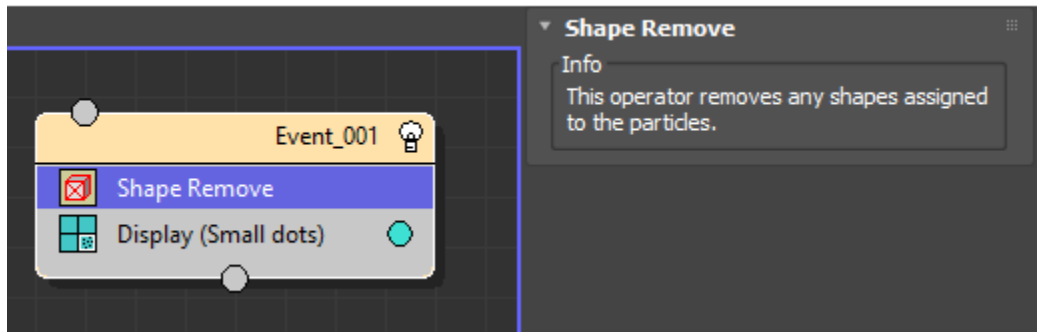 Event_001
Shape Remove
Display (Small dots)
Shape Remove
Info
This operator removes any shapes assigned
to the particles.